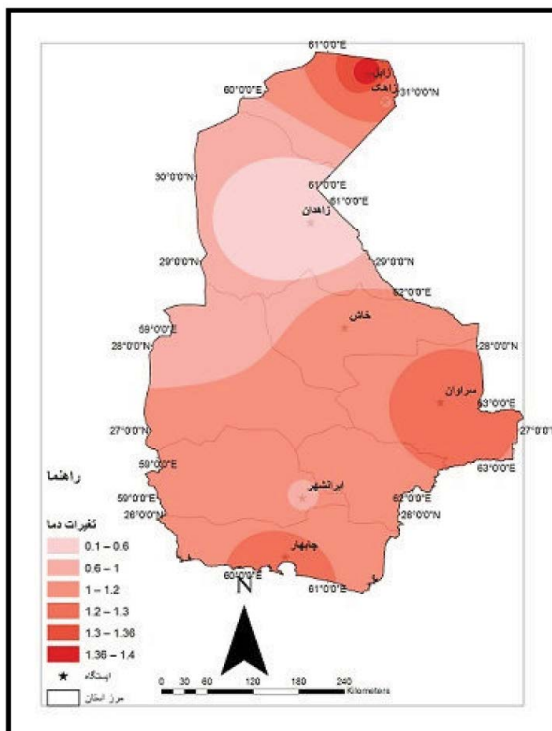 61°0'0"E
زابل
60°0'0"E
زاهک
31°0'0"N
30°0'0"N
61°0'0"E
61°0'0"E
زاهدان
29°0'0"N
29°0'0"N
62°0'0"E
59°0'0"E
خاش
28°0'0"N
28°0'0"N
سراوان
63°0'0"E
27°0'0"N
27°0'0"N
59°0'0"E
63°0'0"E
راهنما
ایرانشهر
59°0'0"E
62°0'0"E
26°0'0"N
26°0'0"N
تغیرات دما
چابهار
0.1 – 0.6
60°0'0"E
61°0'0"E
N
0.6 – 1
1 – 1.2
1.2 – 1.3
1.3 – 1.36
1.36 – 1.4
ایستگاه
مرز استان
0 30 60 120 180 240
Kilometers